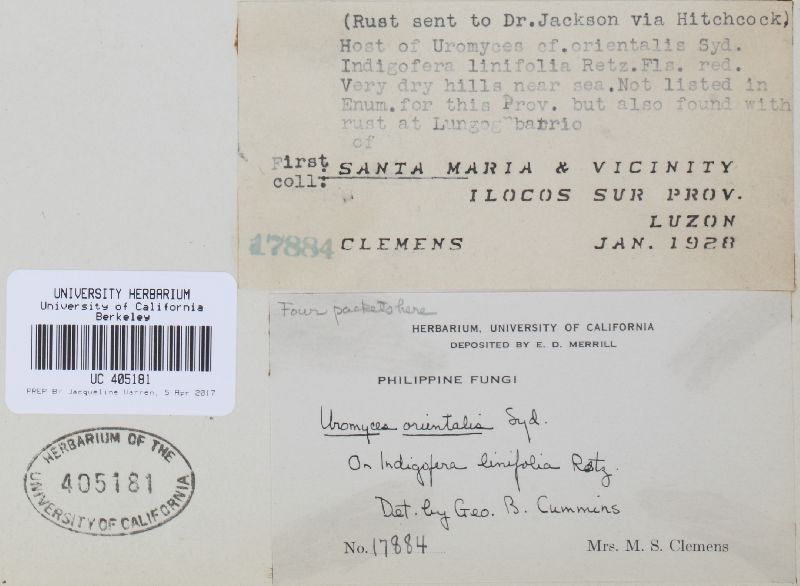 (Rust sent to Dr.Jackson via Hitchcock)
Host of Uromyces cf.orientalis Syd.
Indigofera linifolia Retz.Fls. red.
Very dry hills near sea.Not listed in
Enum.for this Prov. but also found with
rust at Lungog barrio
of
First coll: SANTA MARIA & VICINITY
ILOCOS SUR PROV.
LUZON
17884 CLEMENS JAN. 1928
UNIVERSITY HERBARIUM
University of California
Berkeley
UC 405181
PREP BY Jacqueline Warren, 5 Apr 2017
HERBARIUM OF THE
405181
UNIVERSITY OF CALIFORNIA
Four packets here
HERBARIUM, UNIVERSITY OF CALIFORNIA
DEPOSITED BY E. D. MERRILL
PHILIPPINE FUNGI
Uromyces orientalis Syd.
On Indigofera linifolia Retz.
Det. by Geo. B. Cummins
No. 17884 Mrs. M. S. Clemens